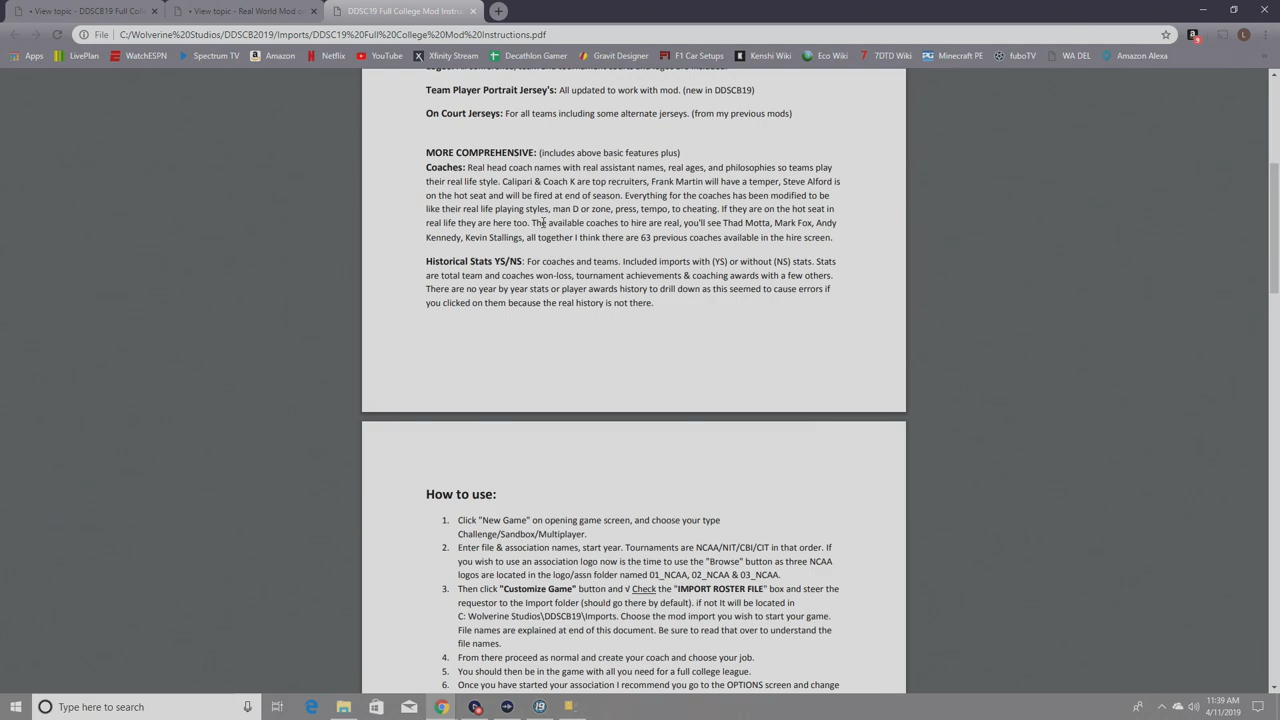 View topic - DDSC19 Full Colle
View topic - Real World Mod on
DDSC19 Full College Mod Instruc
File C:/Wolverine%20Studios/DDSCB2019/Imports/DDSC19%20Full%20College%20Mod%20Instructions.pdf
Apps LivePlan WatchESPN Spectrum TV Amazon Netflix YouTube Xfinity Stream Decathlon Gamer Gravit Designer F1 Car Setups Kenshi Wiki Eco Wiki 7DTD Wiki Minecraft PE fuboTV WA DEL Amazon Alexa
Team Player Portrait Jersey's: All updated to work with mod. (new in DDSCB19)
On Court Jerseys: For all teams including some alternate jerseys. (from my previous mods)
MORE COMPREHENSIVE: (includes above basic features plus)
Coaches: Real head coach names with real assistant names, real ages, and philosophies so teams play
their real life style. Calipari & Coach K are top recruiters, Frank Martin will have a temper, Steve Alford is
on the hot seat and will be fired at end of season. Everything for the coaches has been modified to be
like their real life playing styles, man D or zone, press, tempo, to cheating. If they are on the hot seat in
real life they are here too. The available coaches to hire are real, you'll see Thad Motta, Mark Fox, Andy
Kennedy, Kevin Stallings, all together I think there are 63 previous coaches available in the hire screen.
Historical Stats YS/NS: For coaches and teams. Included imports with (YS) or without (NS) stats. Stats
are total team and coaches won-loss, tournament achievements & coaching awards with a few others.
There are no year by year stats or player awards history to drill down as this seemed to cause errors if
you clicked on them because the real history is not there.
How to use:
1. Click "New Game" on opening game screen, and choose your type
Challenge/Sandbox/Multiplayer.
2. Enter file & association names, start year. Tournaments are NCAA/NIT/CBI/CIT in that order. If
you wish to use an association logo now is the time to use the "Browse" button as three NCAA
logos are located in the logo/assn folder named 01_NCAA, 02_NCAA & 03_NCAA.
3. Then click "Customize Game" button and √ Check the "IMPORT ROSTER FILE" box and steer the
requestor to the Import folder (should go there by default). if not It will be located in
C: Wolverine Studios\DDSCB19\Imports. Choose the mod import you wish to start your game.
File names are explained at end of this document. Be sure to read that over to understand the
file names.
4. From there proceed as normal and create your coach and choose your job.
5. You should then be in the game with all you need for a full college league.
6. Once you have started your association I recommend you go to the OPTIONS screen and change
Type here to search
11:39 AM
4/11/2019